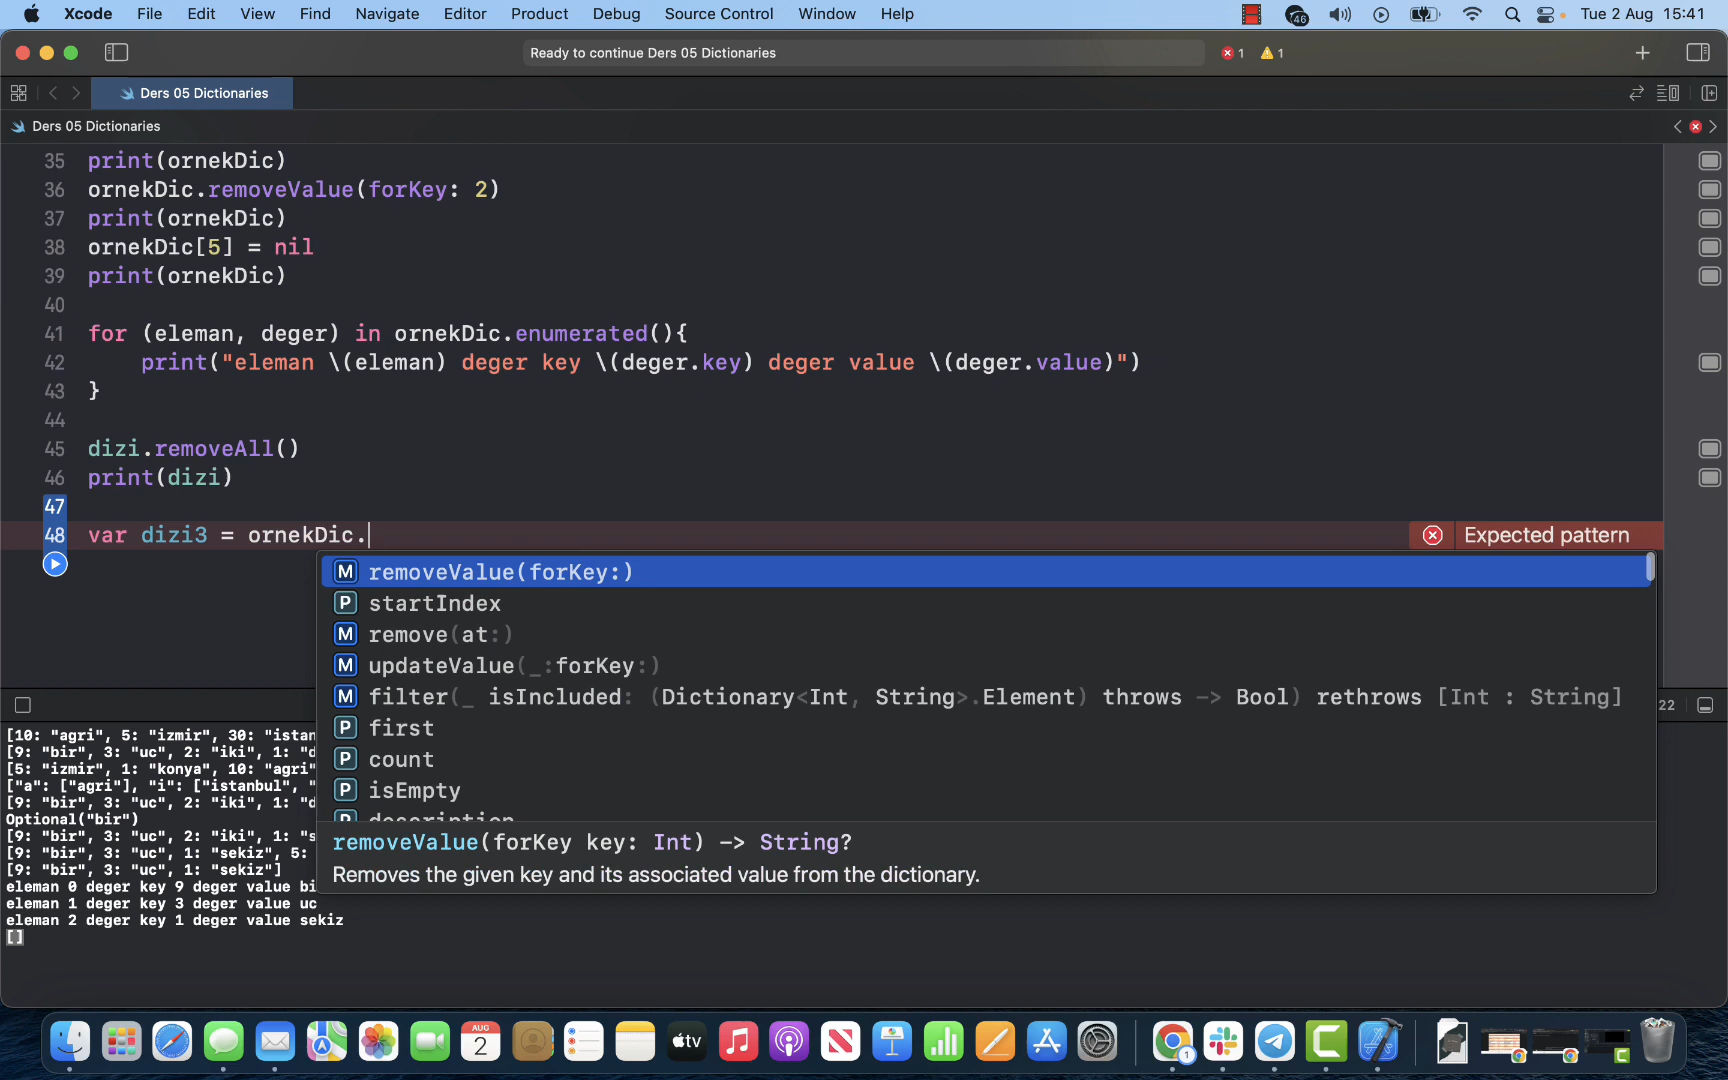 Xcode File Edit View Find Navigate Editor Product Debug Source Control Window Help 46 Tue 2 Aug 15:41
Ready to continue Ders 05 Dictionaries 1 1
Ders 05 Dictionaries
Ders 05 Dictionaries
35 print(ornekDic)
36 ornekDic.removeValue(forKey: 2)
37 print(ornekDic)
38 ornekDic[5] = nil
39 print(ornekDic)
40
41 for (eleman, deger) in ornekDic.enumerated(){
42 print("eleman \(eleman) deger key \(deger.key) deger value \(deger.value)")
43 }
44
45 dizi.removeAll()
46 print(dizi)
47
48 var dizi3 = ornekDic. Expected pattern
M removeValue(forKey:)
P startIndex
M remove(at:)
M updateValue(_:forKey:)
M filter(_ isIncluded: (Dictionary<Int, String>.Element) throws -> Bool) rethrows [Int : String]
P first
P count
P isEmpty
P description
removeValue(forKey key: Int) -> String?
Removes the given key and its associated value from the dictionary.
22
[10: "agri", 5: "izmir", 30: "istan
[9: "bir", 3: "uc", 2: "iki", 1: "d
[5: "izmir", 1: "konya", 10: "agri"
["a": ["agri"], "i": ["istanbul", "
[9: "bir", 3: "uc", 2: "iki", 1: "d
Optional("bir")
[9: "bir", 3: "uc", 2: "iki", 1: "s
[9: "bir", 3: "uc", 1: "sekiz", 5:
[9: "bir", 3: "uc", 1: "sekiz"]
eleman 0 deger key 9 deger value bi
eleman 1 deger key 3 deger value uc
eleman 2 deger key 1 deger value sekiz
[]
AUG
2
tv
1